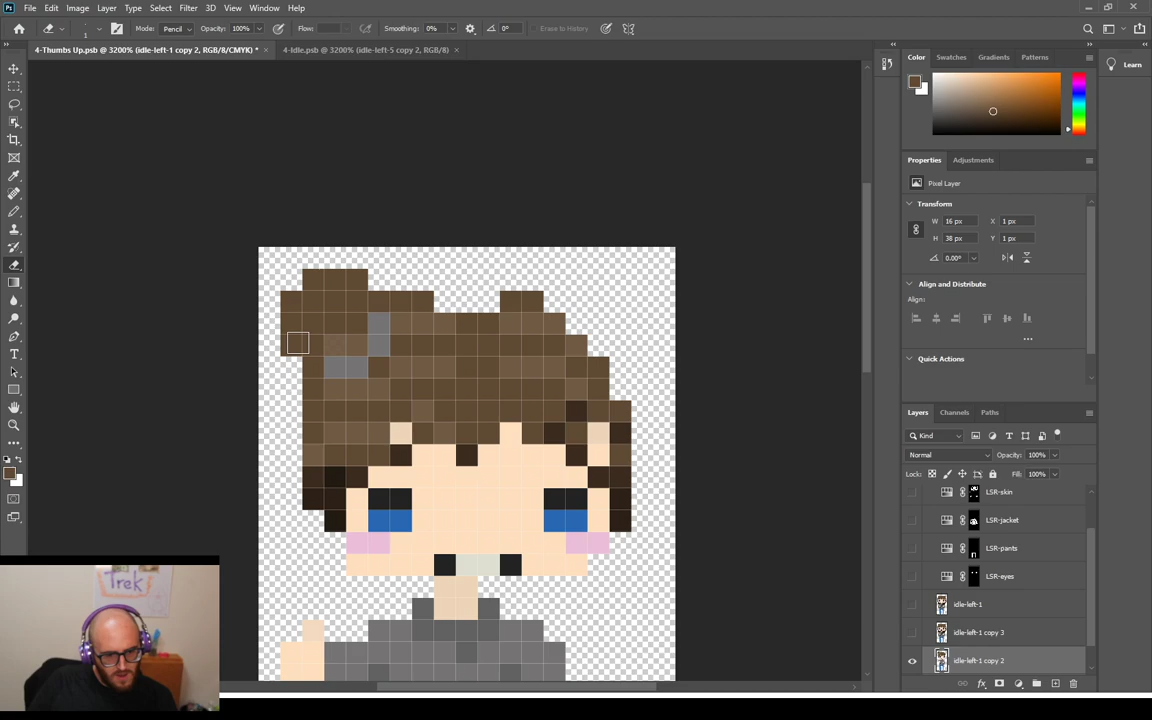 File Edit Image Layer Type Select Filter 3D View Window Help
1 Mode: Pencil Opacity: 100% Flow: Smoothing: 0% 0° Erase to History
4-Thumbs Up.psb @ 3200% (idle-left-1 copy 2, RGB/8/CMYK) * × 4-Idle.psb @ 3200% (idle-left-5 copy 2, RGB/8) ×
Color Swatches Gradients Patterns
Learn
Properties Adjustments
Pixel Layer
Transform
W 16 px X 1 px
H 38 px Y 1 px
0.00°
Align and Distribute
Align:
Quick Actions
Layers Channels Paths
Kind
Normal Opacity: 100%
Lock: Fill: 100%
LSR-skin
LSR-jacket
LSR-pants
LSR-eyes
idle-left-1
idle-left-1 copy 3
idle-left-1 copy 2
Trek